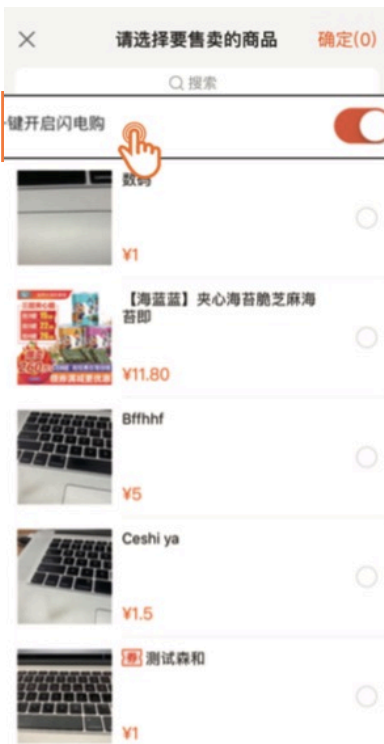 请选择要售卖的商品
确定(0)
搜索
键开启闪电购
数码
¥1
【海蓝蓝】夹心海苔脆芝麻海
苔即
¥11.80
Bffhhf
¥5
Ceshi ya
¥1.5
券 测试森和
¥1